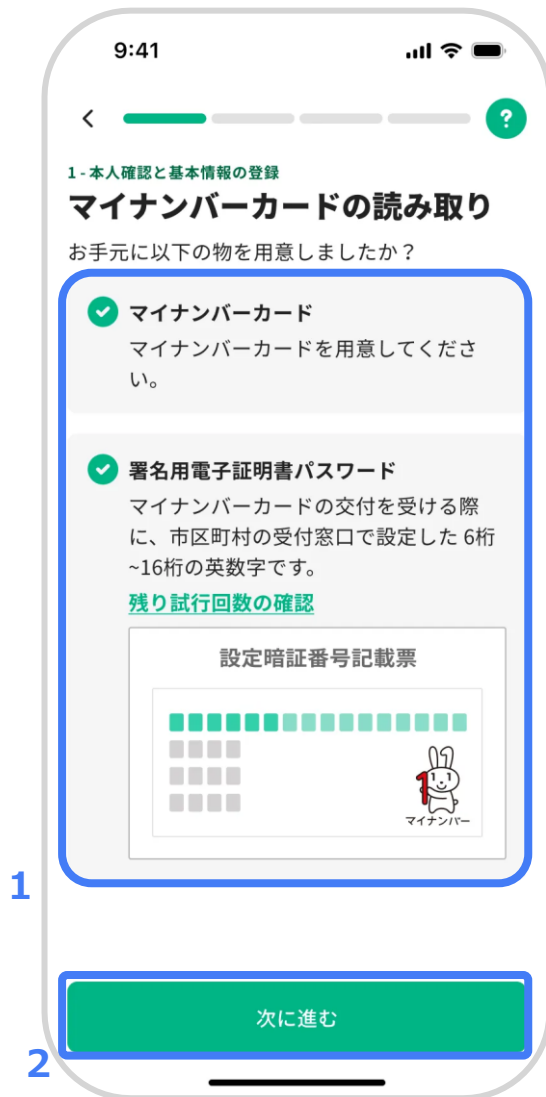 9:41
?
1 - 本人確認と基本情報の登録
マイナンバーカードの読み取り
お手元に以下の物を用意しましたか？
マイナンバーカード
マイナンバーカードを用意してくださ
い。
署名用電子証明書パスワード
マイナンバーカードの交付を受ける際
に、市区町村の受付窓口で設定した 6桁
~16桁の英数字です。
残り試行回数の確認
設定暗証番号記載票
1
マイナンバー
1
次に進む
2